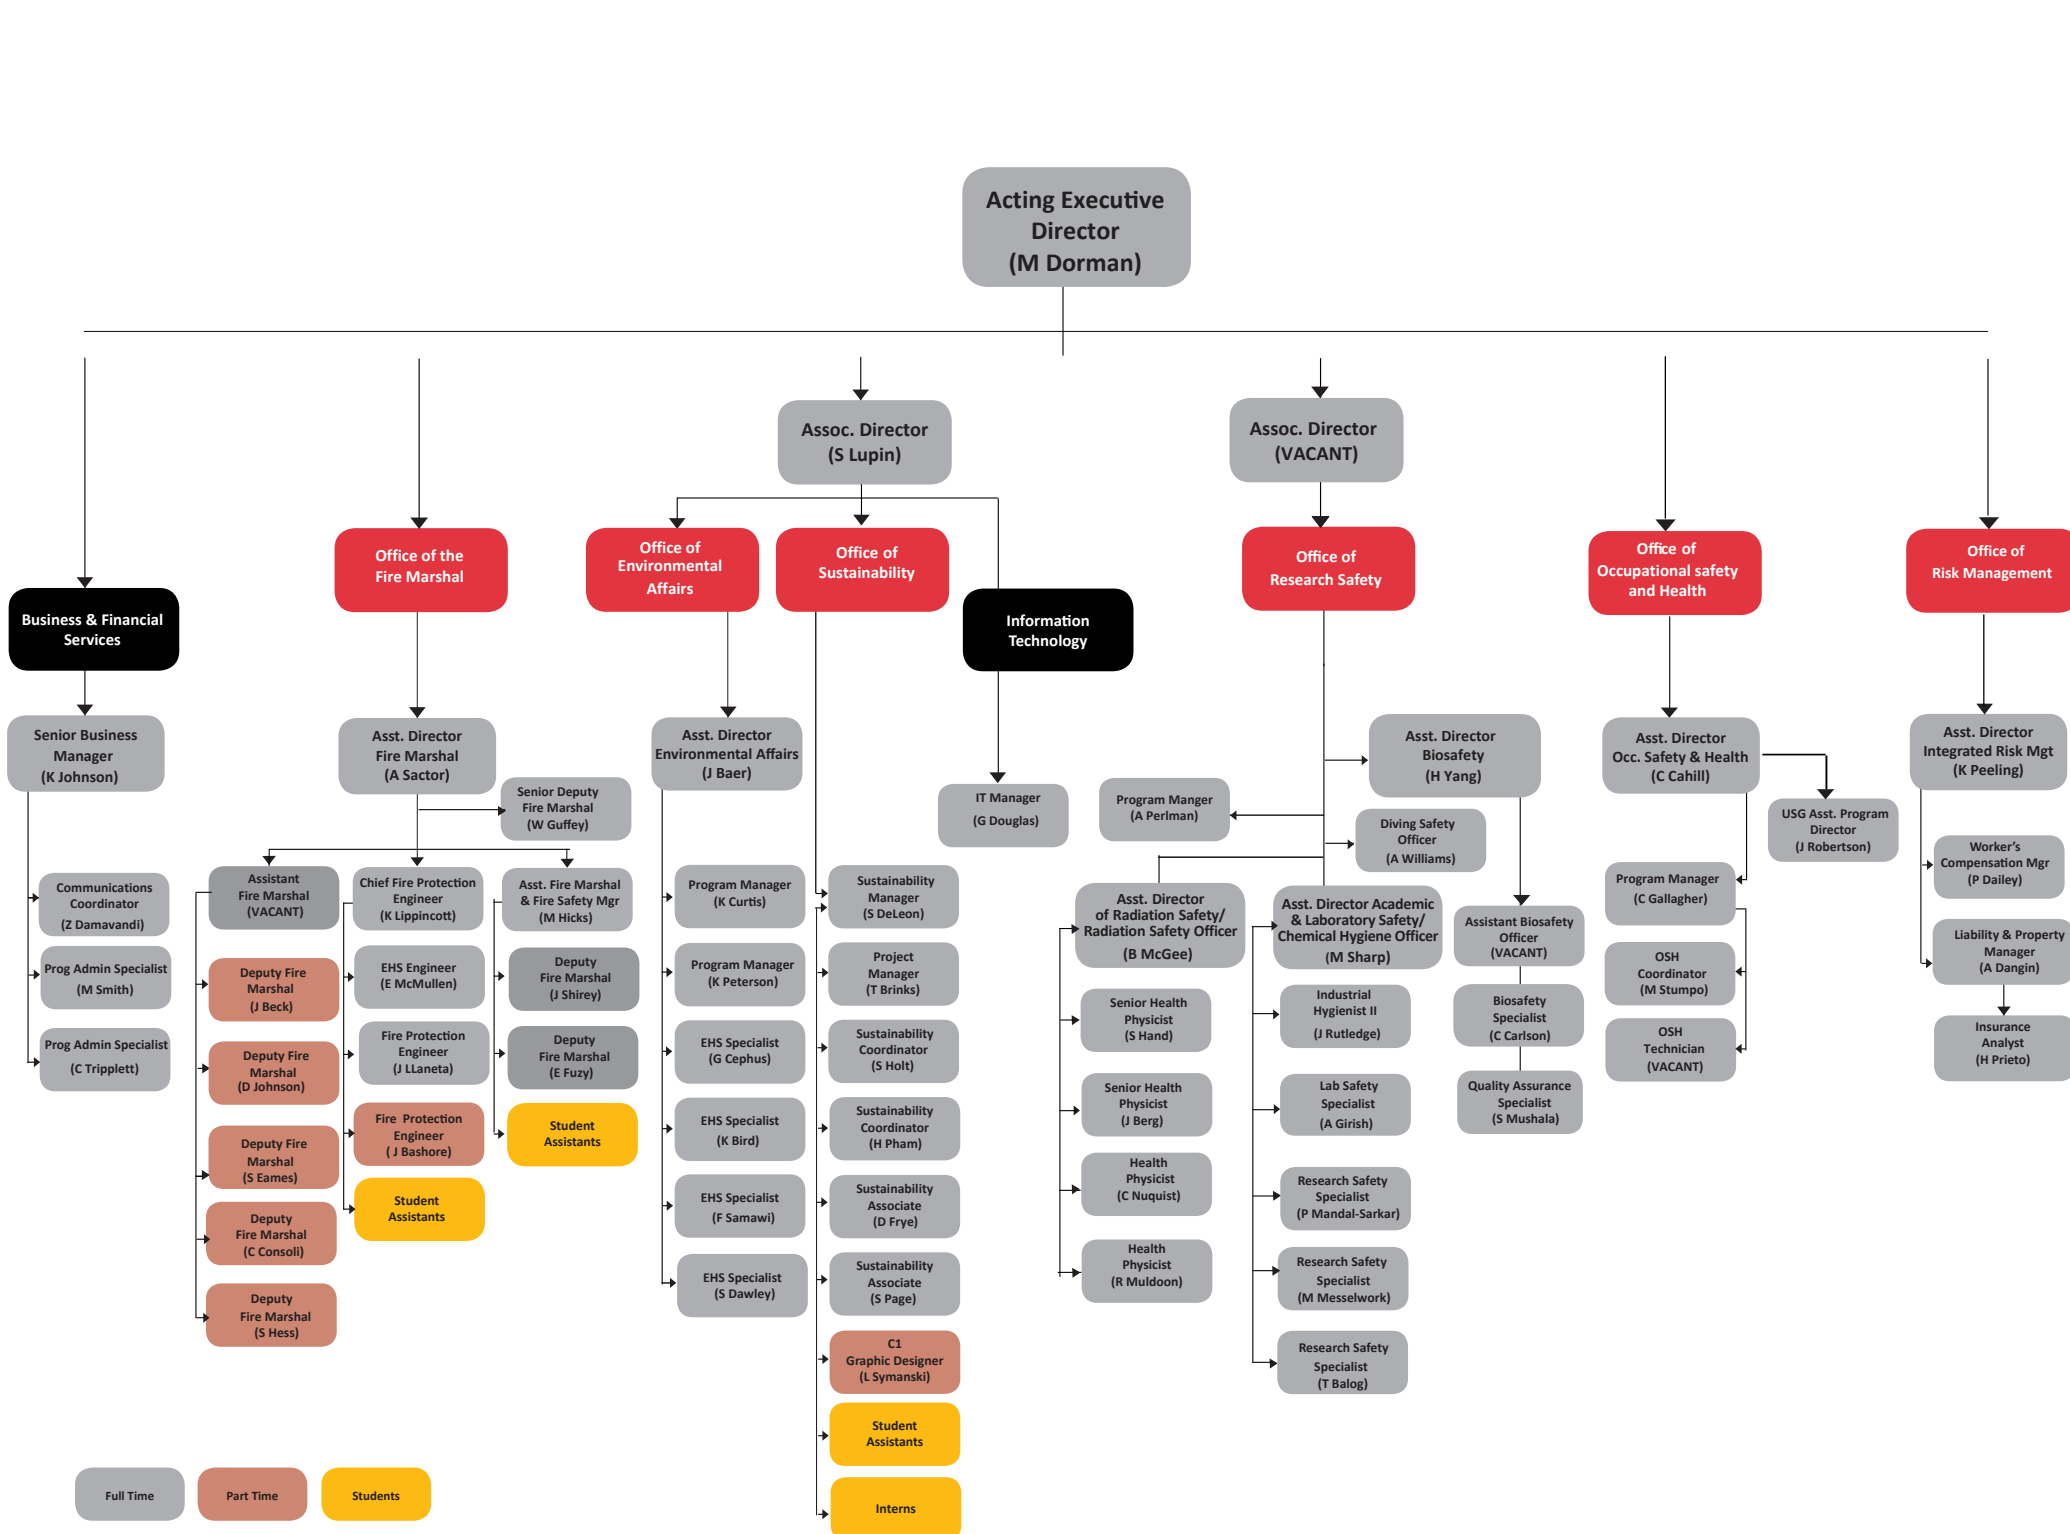 Acting Executive
Director
(M Dorman)
Assoc. Director
(S Lupin)
Assoc. Director
(VACANT)
Business & Financial
Services
Senior Business
Manager
(K Johnson)
Communications
Coordinator
(Z Damavandi)
Prog Admin Specialist
(M Smith)
Prog Admin Specialist
(C Tripplett)
Office of the
Fire Marshal
Asst. Director
Fire Marshal
(A Sactor)
Senior Deputy
Fire Marshal
(W Guffey)
Assistant
Fire Marshal
(VACANT)
Deputy Fire
Marshal
(J Beck)
Deputy Fire
Marshal
(D Johnson)
Deputy Fire
Marshal
(S Eames)
Deputy
Fire Marshal
(C Consoli)
Deputy
Fire Marshal
(S Hess)
Chief Fire Protection
Engineer
(K Lippincott)
EHS Engineer
(E McMullen)
Fire Protection
Engineer
(J LLaneta)
Fire Protection
Engineer
( J Bashore)
Student
Assistants
Asst. Fire Marshal
& Fire Safety Mgr
(M Hicks)
Deputy
Fire Marshal
(J Shirey)
Deputy
Fire Marshal
(E Fuzy)
Student
Assistants
Office of
Environmental
Affairs
Asst. Director
Environmental Affairs
(J Baer)
Program Manager
(K Curtis)
Program Manager
(K Peterson)
EHS Specialist
(G Cephus)
EHS Specialist
(K Bird)
EHS Specialist
(F Samawi)
EHS Specialist
(S Dawley)
Office of
Sustainability
Sustainability
Manager
(S DeLeon)
Project
Manager
(T Brinks)
Sustainability
Coordinator
(S Holt)
Sustainability
Coordinator
(H Pham)
Sustainability
Associate
(D Frye)
Sustainability
Associate
(S Page)
C1
Graphic Designer
(L Symanski)
Student
Assistants
Interns
Information
Technology
IT Manager
(G Douglas)
Office of
Research Safety
Asst. Director
Biosafety
(H Yang)
Program Manger
(A Perlman)
Diving Safety
Officer
(A Williams)
Asst. Director
of Radiation Safety/
Radiation Safety Officer
(B McGee)
Senior Health
Physicist
(S Hand)
Senior Health
Physicist
(J Berg)
Health
Physicist
(C Nuquist)
Health
Physicist
(R Muldoon)
Asst. Director Academic
& Laboratory Safety/
Chemical Hygiene Officer
(M Sharp)
Industrial
Hygienist II
(J Rutledge)
Lab Safety
Specialist
(A Girish)
Research Safety
Specialist
(P Mandal-Sarkar)
Research Safety
Specialist
(M Messelwork)
Research Safety
Specialist
(T Balog)
Assistant Biosafety
Officer
(VACANT)
Biosafety
Specialist
(C Carlson)
Quality Assurance
Specialist
(S Mushala)
Office of
Occupational safety
and Health
Asst. Director
Occ. Safety & Health
(C Cahill)
USG Asst. Program
Director
(J Robertson)
Program Manager
(C Gallagher)
OSH
Coordinator
(M Stumpo)
OSH
Technician
(VACANT)
Office of
Risk Management
Asst. Director
Integrated Risk Mgt
(K Peeling)
Worker's
Compensation Mgr
(P Dailey)
Liability & Property
Manager
(A Dangin)
Insurance
Analyst
(H Prieto)
Full Time
Part Time
Students